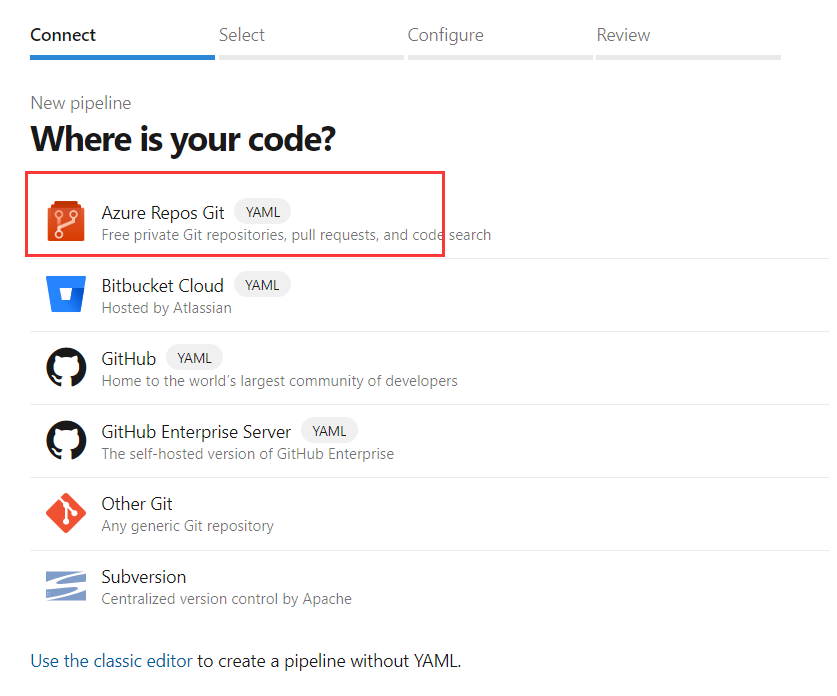 Connect Select Configure Review
New pipeline
Where is your code?
Azure Repos Git YAML
Free private Git repositories, pull requests, and code search
Bitbucket Cloud YAML
Hosted by Atlassian
GitHub YAML
Home to the world's largest community of developers
GitHub Enterprise Server YAML
The self-hosted version of GitHub Enterprise
Other Git
Any generic Git repository
Subversion
Centralized version control by Apache
Use the classic editor to create a pipeline without YAML.